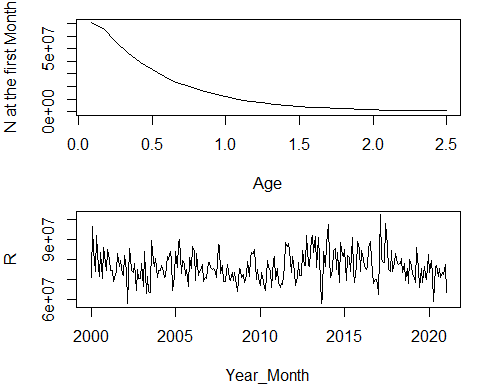 N at the first Month
0e+00 5e+07
0.0 0.5 1.0 1.5 2.0 2.5
Age
R
6e+07 9e+07
2000 2005 2010 2015 2020
Year_Month